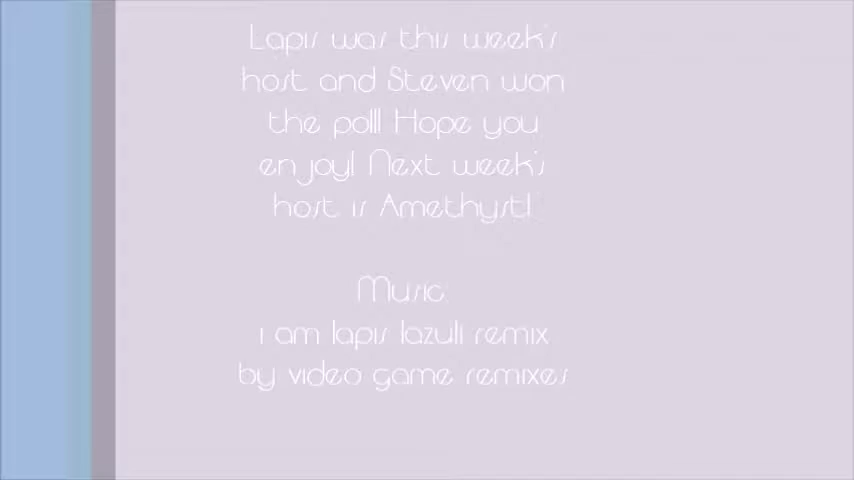 Lapis was this week's
host and Steven won
the poll! Hope you
enjoy! Next week's
host is Amethyst!
Music:
i am lapis lazuli remix
by video game remixes